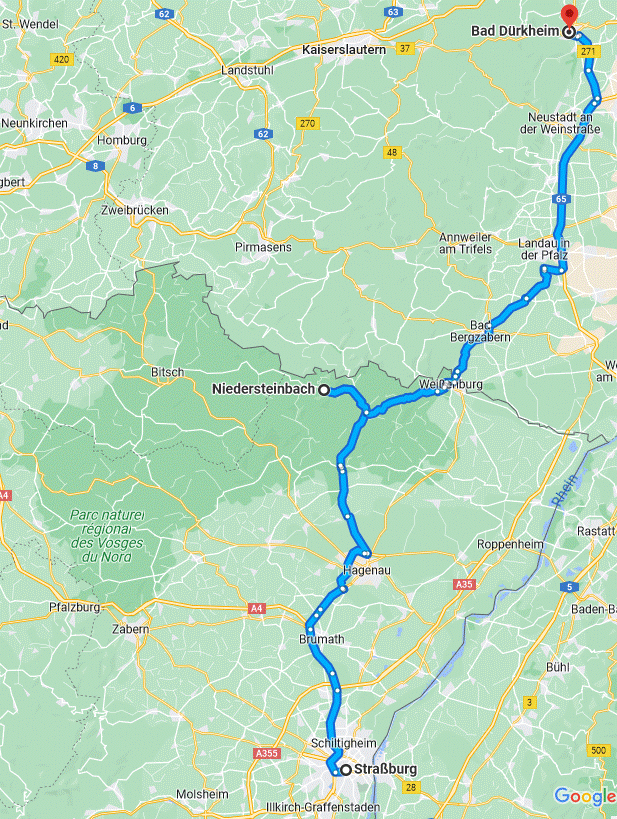 St. Wendel
62
63
Bad Dürkheim
Kaiserslautern
37
271
420
Landstuhl
6
Neunkirchen
62
270
Neustadt an
der Weinstraße
Homburg
48
8
65
Zweibrücken
Pirmasens
Annweiler
am Trifels
Landau in
der Pfalz
Bad
Bergzabern
Bitsch
Niedersteinbach
Weißenburg
am
A4
Rhein
Parc naturel
régional
des Vosges
du Nord
Roppenheim
Rastatt
Hagenau
A35
5
Pfalzburg
A4
Baden-Ba
Zabern
Brumath
Bühl
3
Schiltigheim
A355
500
Straßburg
28
Molsheim
Illkirch-Graffenstaden
Google